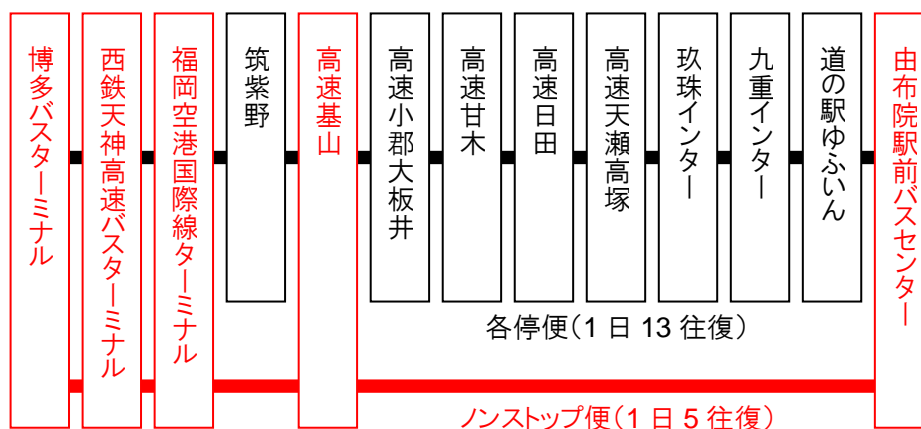 博多バスターミナル
西鉄天神高速バスターミナル
福岡空港国際線ターミナル
筑紫野
高速基山
高速小郡大板井
高速甘木
高速日田
高速天瀬高塚
玖珠インター
九重インター
道の駅ゆふいん
由布院駅前バスセンター
各停便(1日13往復)
ノンストップ便(1日5往復)